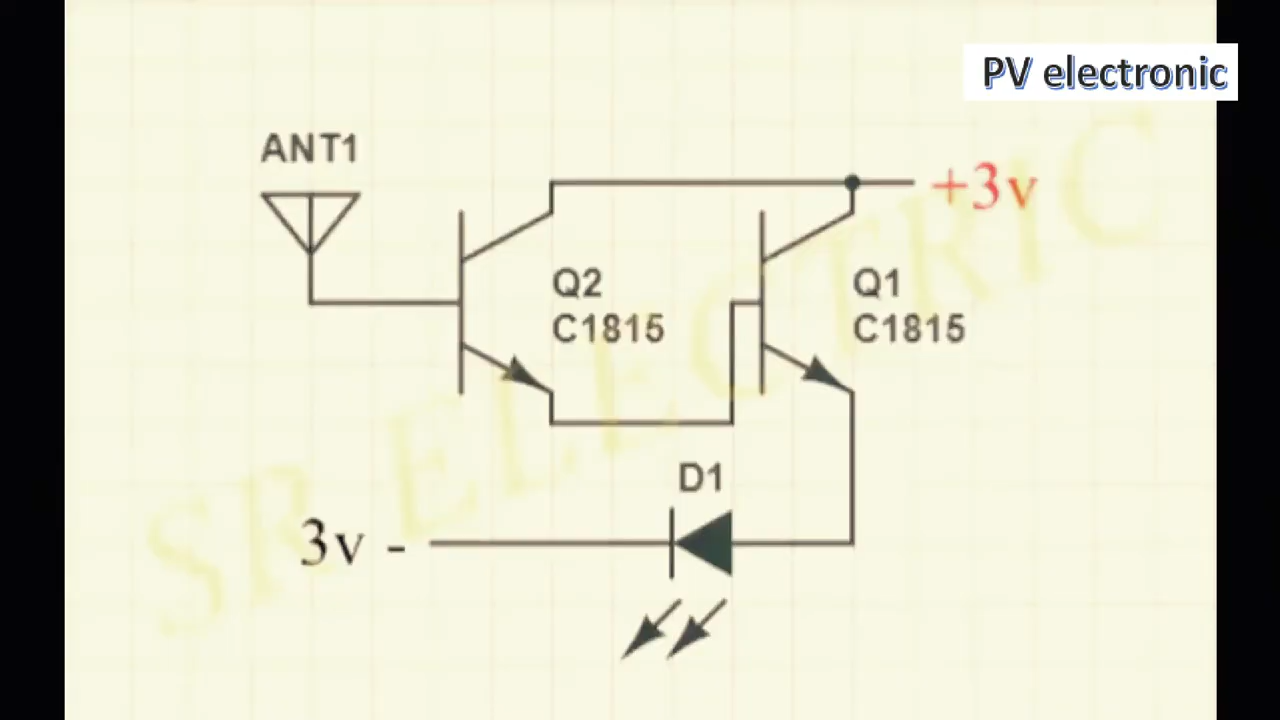 PV electronic
ANT1
+3v
Q2
C1815
Q1
C1815
D1
3v -
SR ELECTRIC